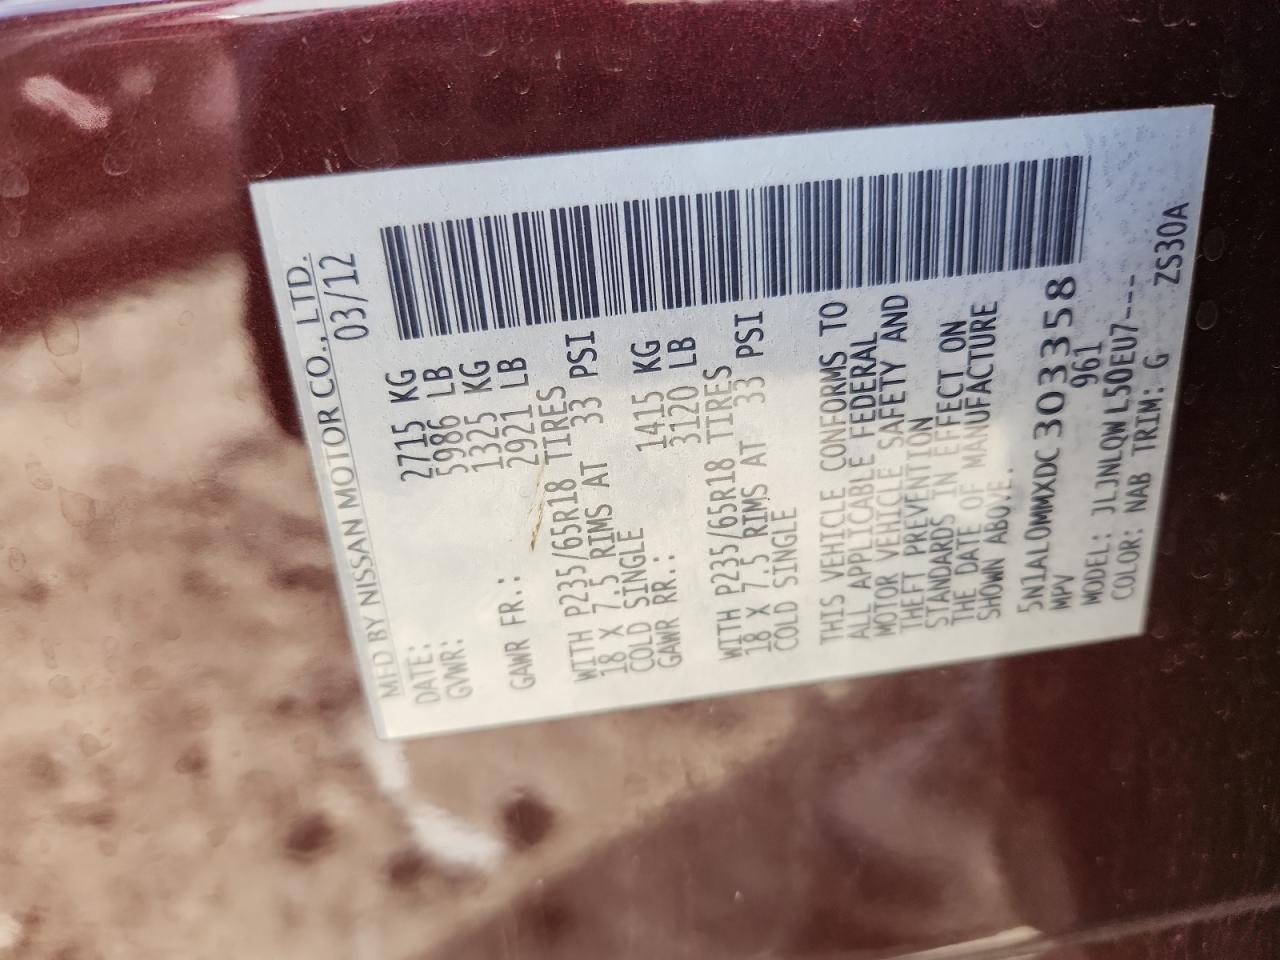 MFD BY NISSAN MOTOR CO., LTD.
DATE: 03/12
GVWR: 2715 KG
5986 LB
GAWR FR.: 1325 KG
2921 LB
WITH P235/65R18 TIRES
18 X 7.5 RIMS AT 33 PSI
COLD SINGLE
GAWR RR.: 1415 KG
3120 LB
WITH P235/65R18 TIRES
18 X 7.5 RIMS AT 33 PSI
COLD SINGLE
THIS VEHICLE CONFORMS TO
ALL APPLICABLE FEDERAL
MOTOR VEHICLE SAFETY AND
THEFT PREVENTION
STANDARDS IN EFFECT ON
THE DATE OF MANUFACTURE
SHOWN ABOVE.
5N1AL0MMXDC303358
MPV 961
MODEL: JLJNLQWL50EU7---
COLOR: NAB TRIM: G
ZS30A